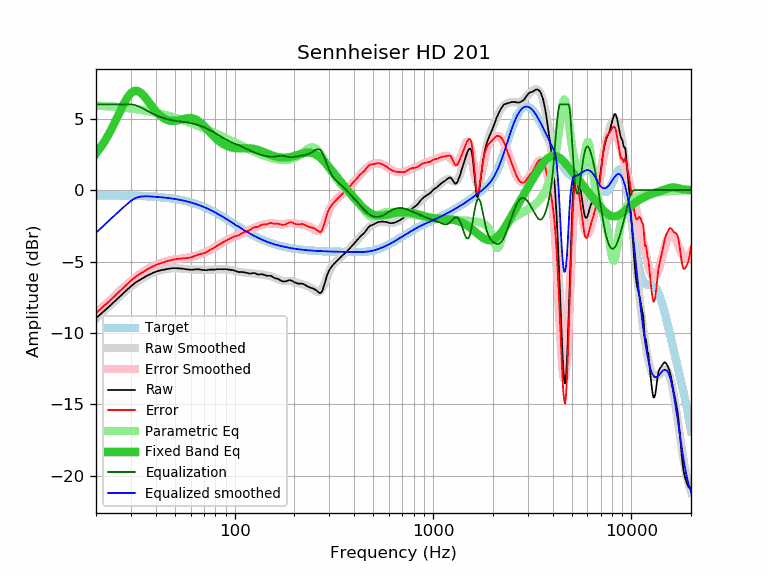 Sennheiser HD 201
Amplitude (dBr)
5
0
−5
−10
−15
−20
Target
Raw Smoothed
Error Smoothed
Raw
Error
Parametric Eq
Fixed Band Eq
Equalization
Equalized smoothed
100
1000
10000
Frequency (Hz)